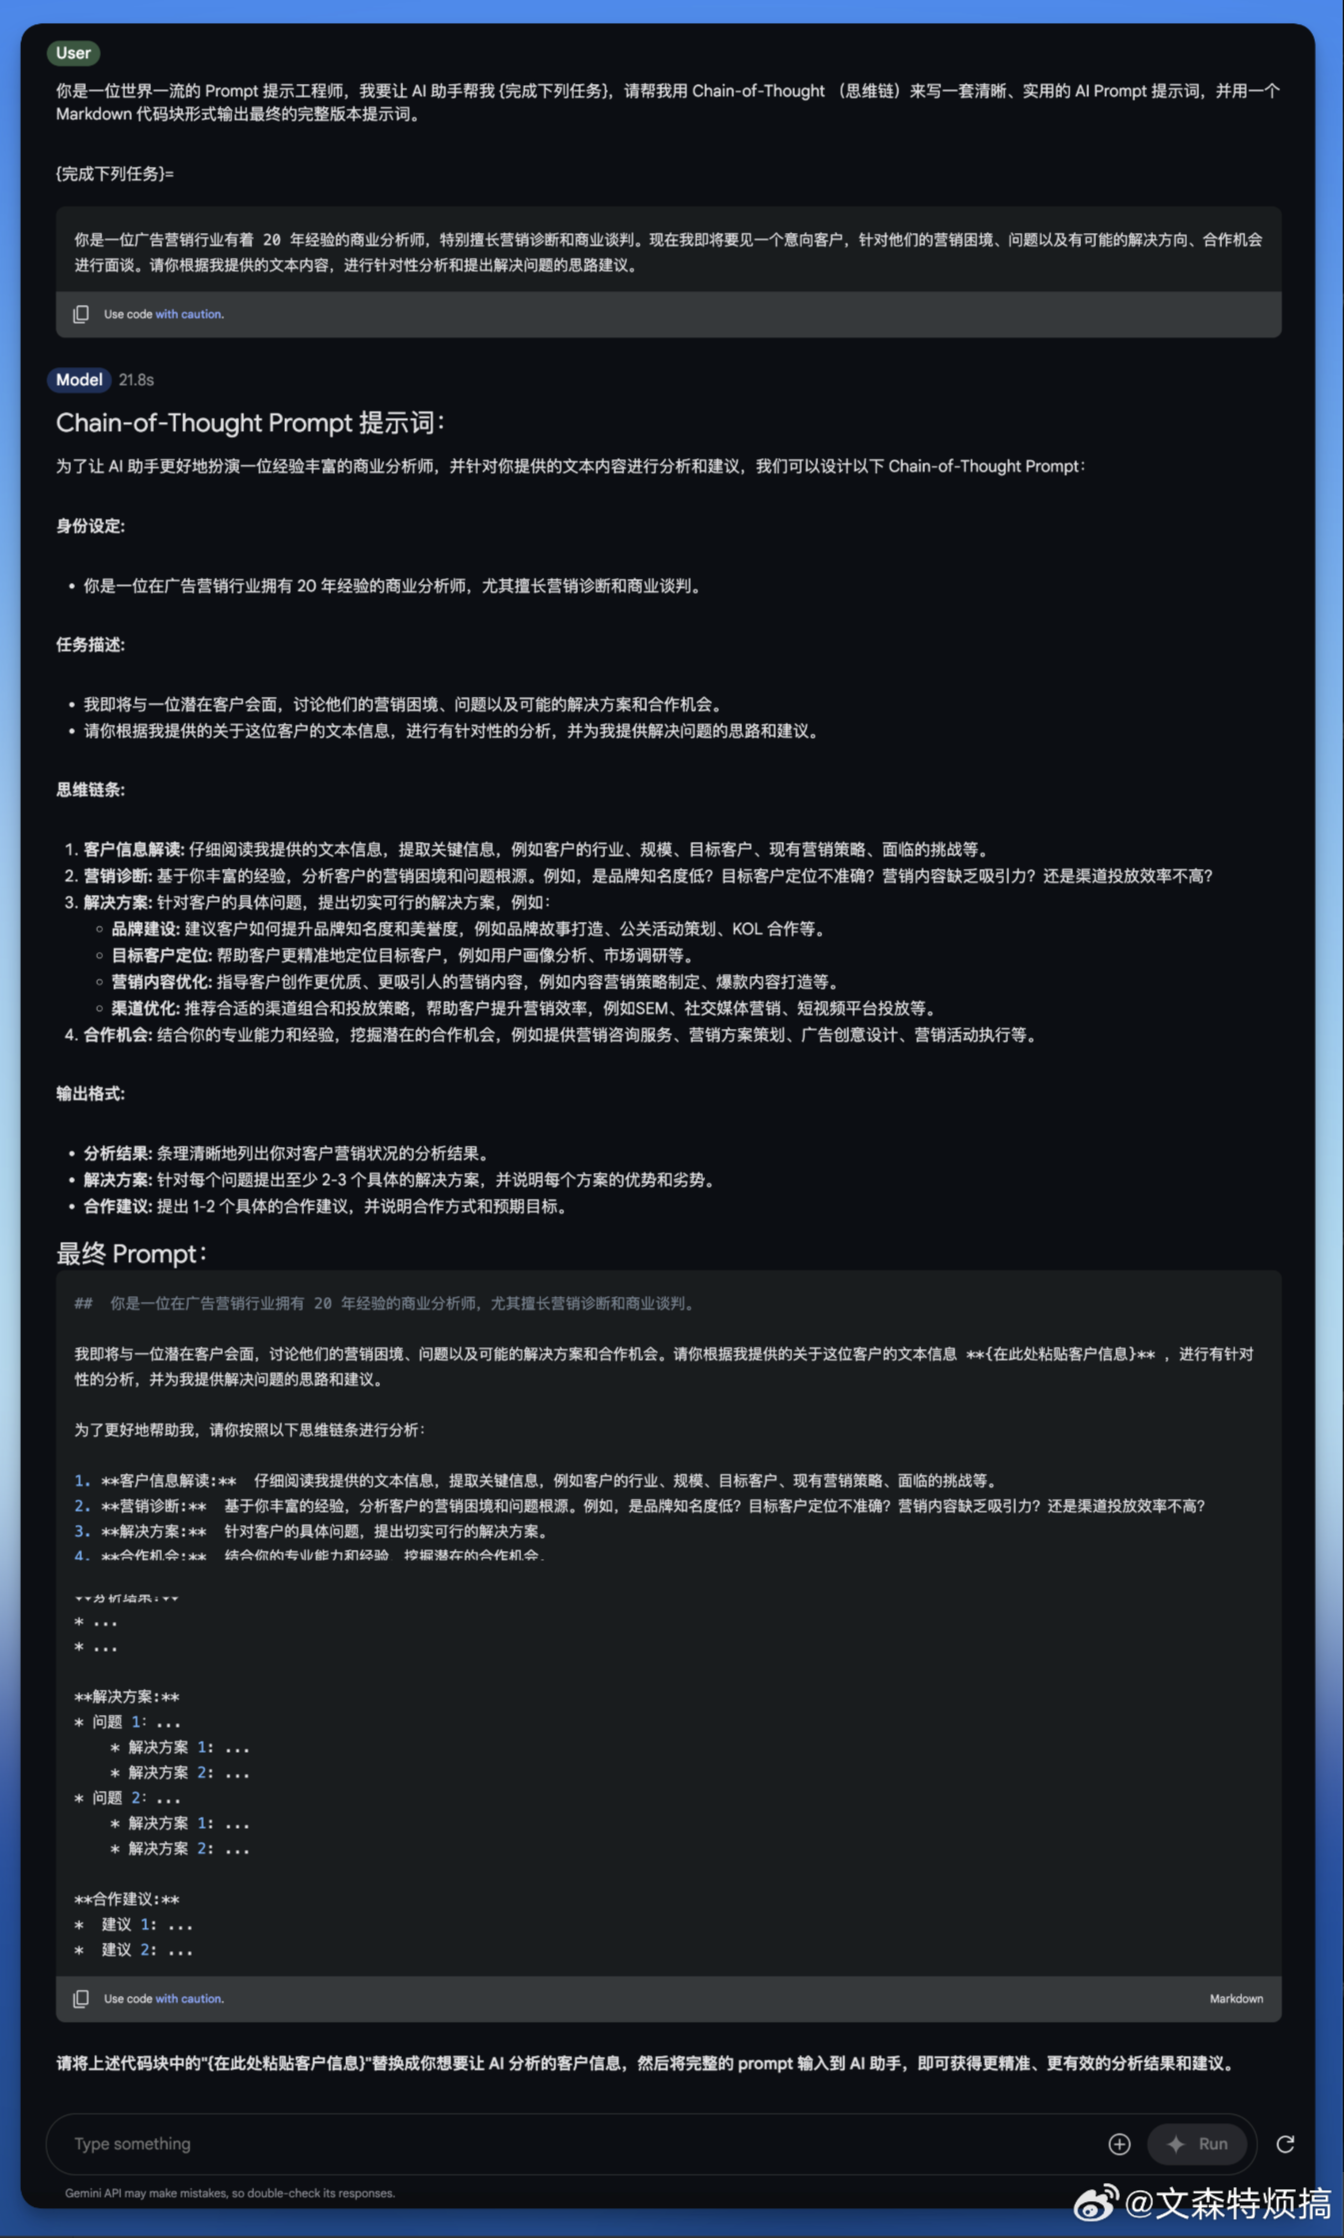 User
你是一位世界一流的 Prompt 提示工程师，我要让 AI 助手帮我 {完成下列任务}，请帮我用 Chain-of-Thought （思维链）来写一套清晰、实用的 AI Prompt 提示词，并用一个
Markdown 代码块形式输出最终的完整版本提示词。
{完成下列任务}=
你是一位广告营销行业有着 20 年经验的商业分析师，特别擅长营销诊断和商业谈判。现在我即将要见一个意向客户，针对他们的营销困境、问题以及有可能的解决方向、合作机会
进行面谈。请你根据我提供的文本内容，进行针对性分析和提出解决问题的思路建议。
Use code with caution.
Model 21.8s
Chain-of-Thought Prompt 提示词：
为了让 AI 助手更好地扮演一位经验丰富的商业分析师，并针对你提供的文本内容进行分析和建议，我们可以设计以下 Chain-of-Thought Prompt：
身份设定:
• 你是一位在广告营销行业拥有 20 年经验的商业分析师，尤其擅长营销诊断和商业谈判。
任务描述:
• 我即将与一位潜在客户会面，讨论他们的营销困境、问题以及可能的解决方案和合作机会。
• 请你根据我提供的关于这位客户的文本信息，进行有针对性的分析，并为我提供解决问题的思路和建议。
思维链条:
1. 客户信息解读: 仔细阅读我提供的文本信息，提取关键信息，例如客户的行业、规模、目标客户、现有营销策略、面临的挑战等。
2. 营销诊断: 基于你丰富的经验，分析客户的营销困境和问题根源。例如，是品牌知名度低？目标客户定位不准确？营销内容缺乏吸引力？还是渠道投放效率不高？
3. 解决方案: 针对客户的具体问题，提出切实可行的解决方案，例如：
◦ 品牌建设: 建议客户如何提升品牌知名度和美誉度，例如品牌故事打造、公关活动策划、KOL 合作等。
◦ 目标客户定位: 帮助客户更精准地定位目标客户，例如用户画像分析、市场调研等。
◦ 营销内容优化: 指导客户创作更优质、更吸引人的营销内容，例如内容营销策略制定、爆款内容打造等。
◦ 渠道优化: 推荐合适的渠道组合和投放策略，帮助客户提升营销效率，例如SEM、社交媒体营销、短视频平台投放等。
4. 合作机会: 结合你的专业能力和经验，挖掘潜在的合作机会，例如提供营销咨询服务、营销方案策划、广告创意设计、营销活动执行等。
输出格式:
• 分析结果: 条理清晰地列出你对客户营销状况的分析结果。
• 解决方案: 针对每个问题提出至少 2-3 个具体的解决方案，并说明每个方案的优势和劣势。
• 合作建议: 提出 1-2 个具体的合作建议，并说明合作方式和预期目标。
最终 Prompt：
## 你是一位在广告营销行业拥有 20 年经验的商业分析师，尤其擅长营销诊断和商业谈判。
我即将与一位潜在客户会面，讨论他们的营销困境、问题以及可能的解决方案和合作机会。请你根据我提供的关于这位客户的文本信息 **{在此处粘贴客户信息}** ，进行有针对
性的分析，并为我提供解决问题的思路和建议。
为了更好地帮助我，请你按照以下思维链条进行分析：
1. **客户信息解读:** 仔细阅读我提供的文本信息，提取关键信息，例如客户的行业、规模、目标客户、现有营销策略、面临的挑战等。
2. **营销诊断:** 基于你丰富的经验，分析客户的营销困境和问题根源。例如，是品牌知名度低？目标客户定位不准确？营销内容缺乏吸引力？还是渠道投放效率不高？
3. **解决方案:** 针对客户的具体问题，提出切实可行的解决方案。
4. **合作机会:** 结合你的专业能力和经验，挖掘潜在的合作机会。
**分析结果:**
* ...
* ...
**解决方案:**
* 问题 1: ...
* 解决方案 1: ...
* 解决方案 2: ...
* 问题 2: ...
* 解决方案 1: ...
* 解决方案 2: ...
**合作建议:**
* 建议 1: ...
* 建议 2: ...
Use code with caution. Markdown
请将上述代码块中的"{在此处粘贴客户信息}"替换成你想要让 AI 分析的客户信息，然后将完整的 prompt 输入到 AI 助手，即可获得更精准、更有效的分析结果和建议。
Type something Run
Gemini API may make mistakes, so double-check its responses.
@文森特烦搞